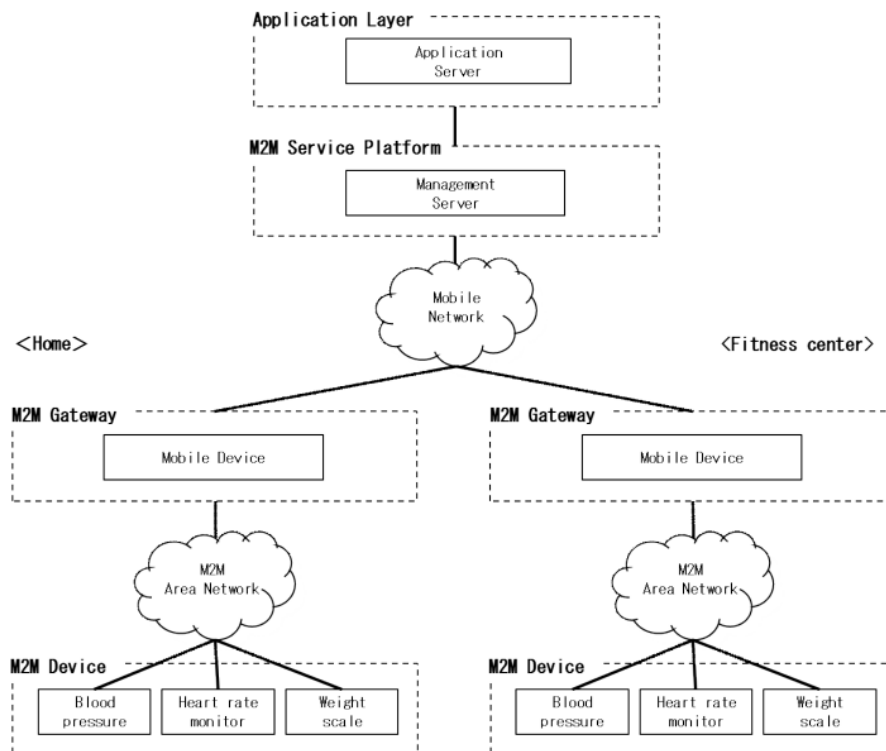 Application Layer
Application
Server
M2M Service Platform
Management
Server
Mobile
Network
<Home>
<Fitness center>
M2M Gateway
Mobile Device
M2M Gateway
Mobile Device
M2M
Area Network
M2M
Area Network
M2M Device
Blood
pressure
Heart rate
monitor
Weight
scale
M2M Device
Blood
pressure
Heart rate
monitor
Weight
scale